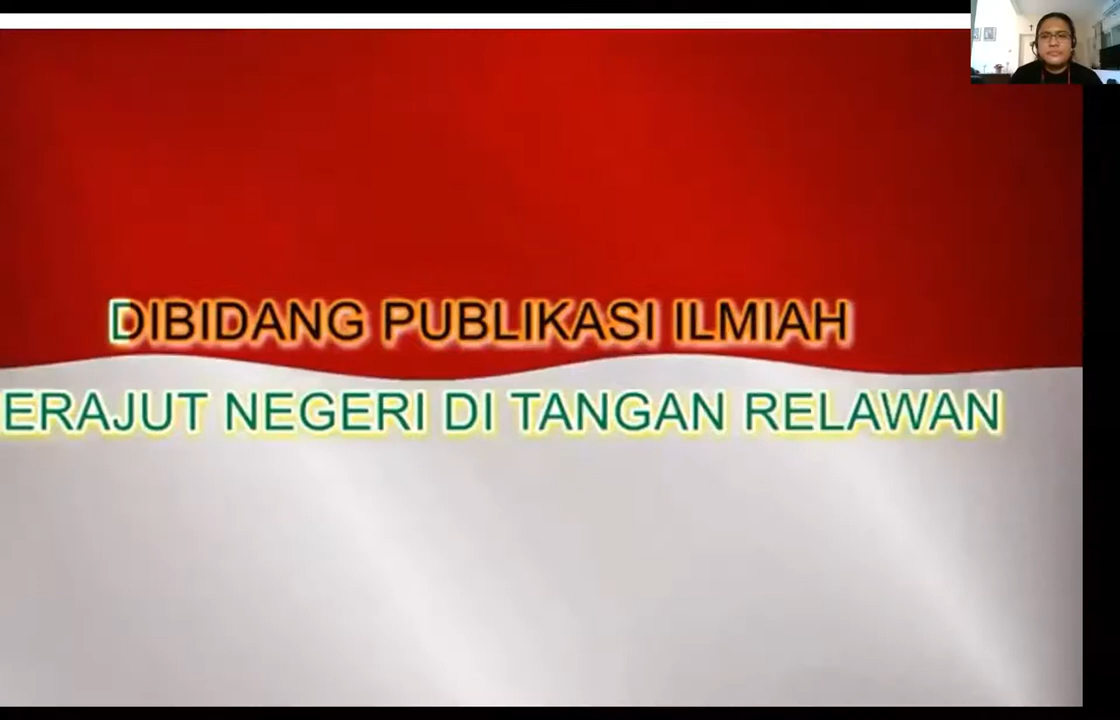 DIBIDANG PUBLIKASI ILMIAH
ERAJUT NEGERI DI TANGAN RELAWAN